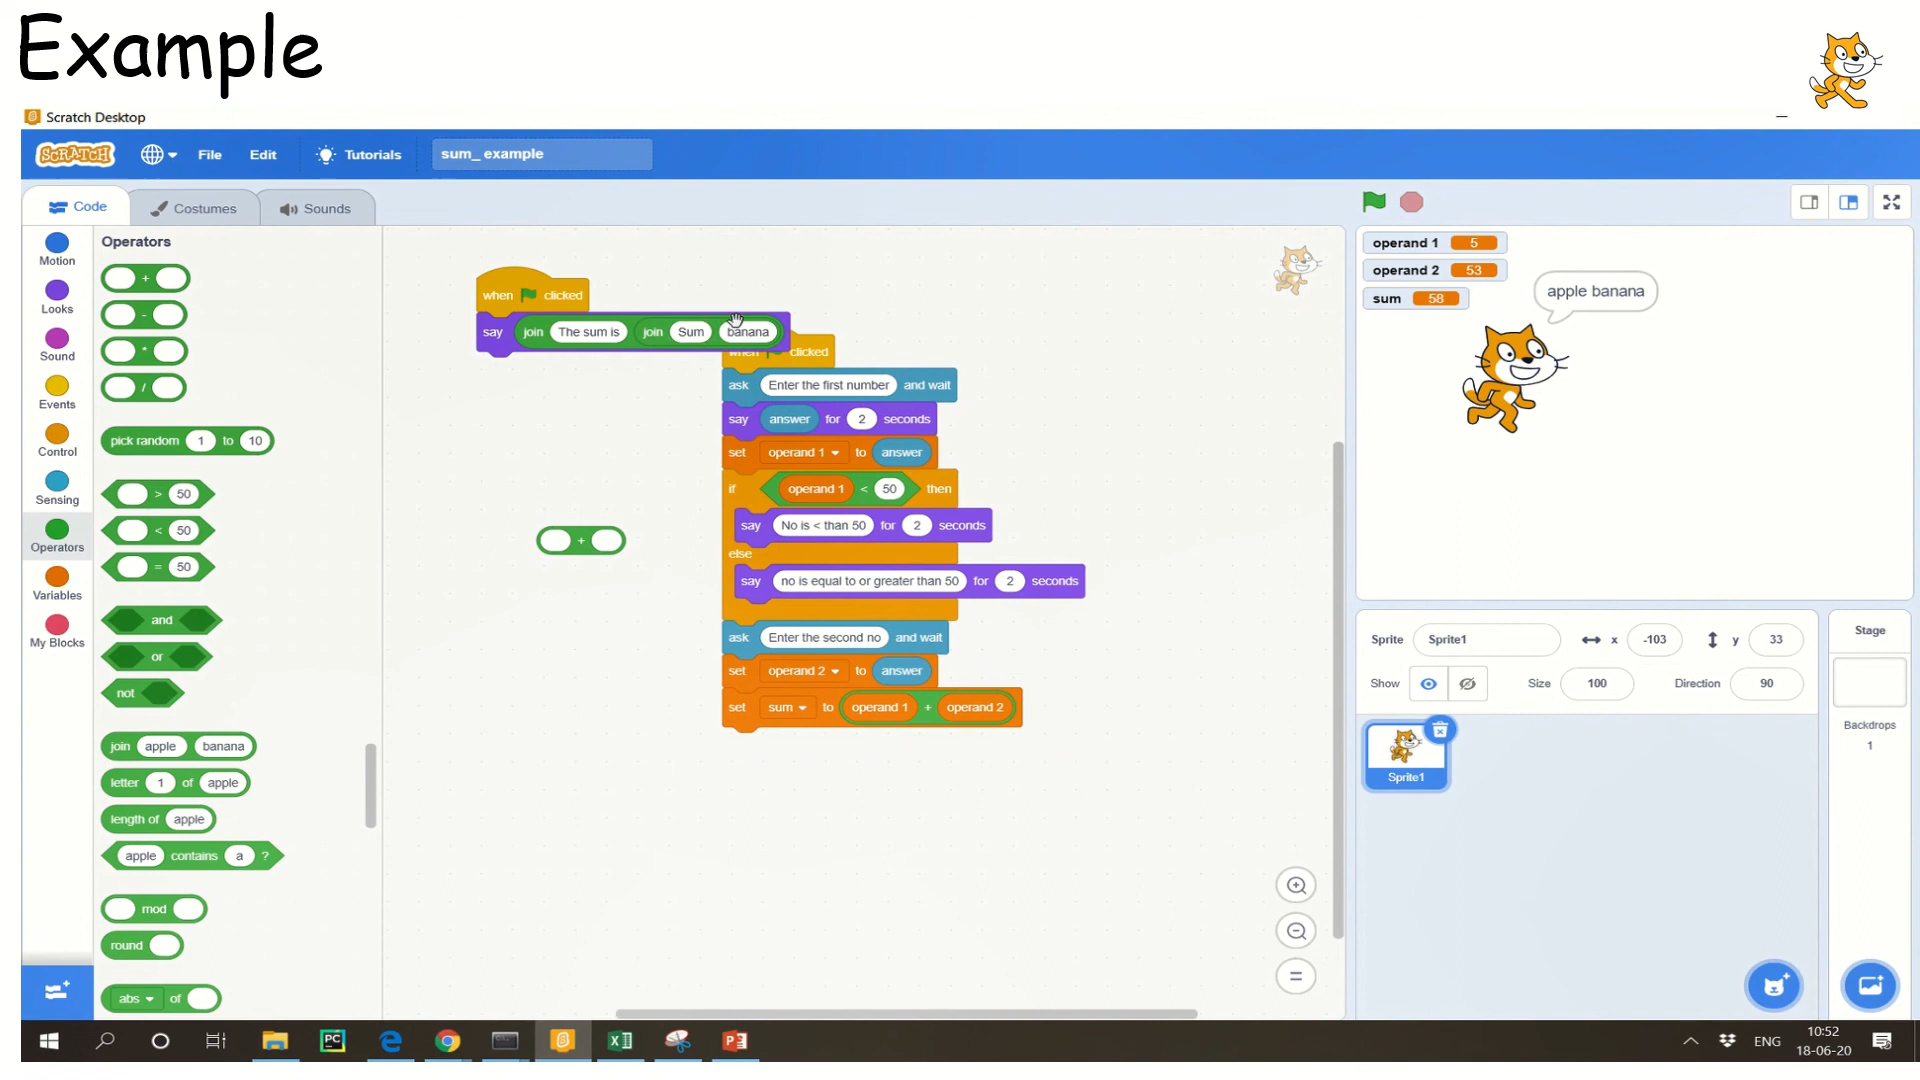 Example
Scratch Desktop
SCRATCH File Edit Tutorials sum_ example
Code Costumes Sounds
Motion
Looks
Sound
Events
Control
Sensing
Operators
Variables
My Blocks
Operators
+
-
*
/
pick random 1 to 10
> 50
< 50
= 50
and
or
not
join apple banana
letter 1 of apple
length of apple
apple contains a ?
mod
round
abs of
when clicked
say join The sum is join Sum banana
+
when clicked
ask Enter the first number and wait
say answer for 2 seconds
set operand 1 to answer
if operand 1 < 50 then
say No is < than 50 for 2 seconds
else
say no is equal to or greater than 50 for 2 seconds
ask Enter the second no and wait
set operand 2 to answer
set sum to operand 1 + operand 2
operand 1 5
operand 2 53
sum 58
apple banana
Sprite Sprite1 x -103 y 33
Show Size 100 Direction 90
Sprite1
Stage
Backdrops
1
PC
ENG
10:52
18-06-20